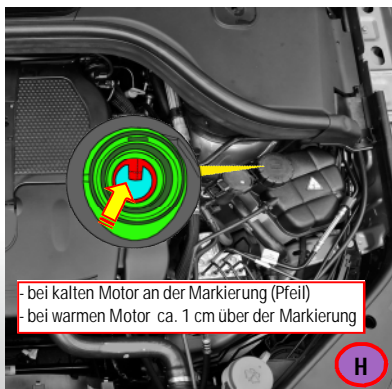 - bei kalten Motor an der Markierung (Pfeil)
- bei warmen Motor ca. 1 cm über der Markierung
H